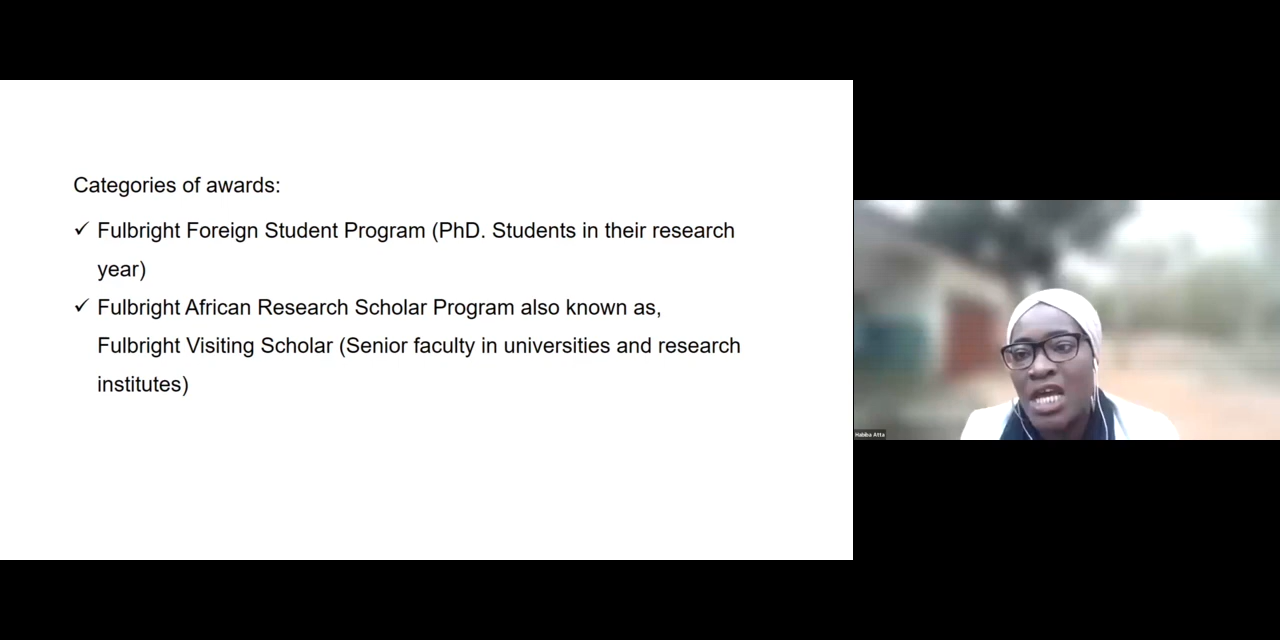 Categories of awards:
✓ Fulbright Foreign Student Program (PhD. Students in their research
year)
✓ Fulbright African Research Scholar Program also known as,
Fulbright Visiting Scholar (Senior faculty in universities and research
institutes)
Habiba Atta